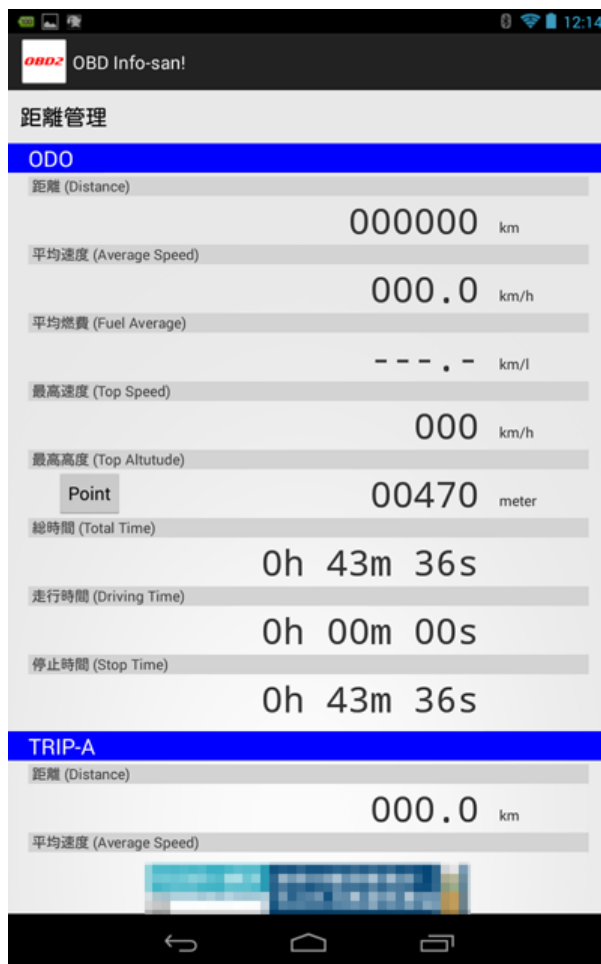 12:14
OBD2 OBD Info-san!
距離管理
ODO
距離 (Distance)
000000 km
平均速度 (Average Speed)
000.0 km/h
平均燃費 (Fuel Average)
---.- km/l
最高速度 (Top Speed)
000 km/h
最高高度 (Top Altutude)
Point 00470 meter
総時間 (Total Time)
0h 43m 36s
走行時間 (Driving Time)
0h 00m 00s
停止時間 (Stop Time)
0h 43m 36s
TRIP-A
距離 (Distance)
000.0 km
平均速度 (Average Speed)